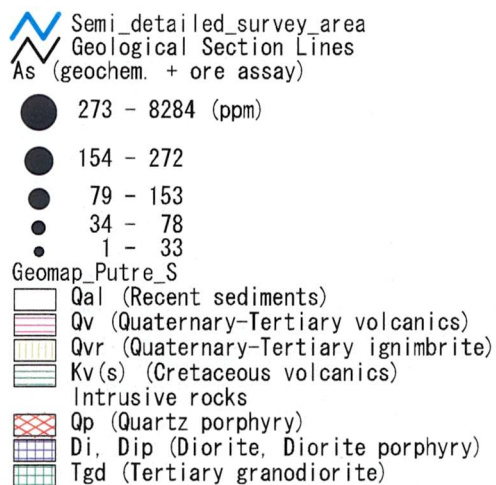 Semi_detailed_survey_area
Geological Section Lines
As (geochem. + ore assay)
273 - 8284 (ppm)
154 - 272
79 - 153
34 - 78
1 - 33
Geomap_Putre_S
Qal (Recent sediments)
Qv (Quaternary-Tertiary volcanics)
Qvr (Quaternary-Tertiary ignimbrite)
Kv(s) (Cretaceous volcanics)
Intrusive rocks
Qp (Quartz porphyry)
Di, Dip (Diorite, Diorite porphyry)
Tgd (Tertiary granodiorite)